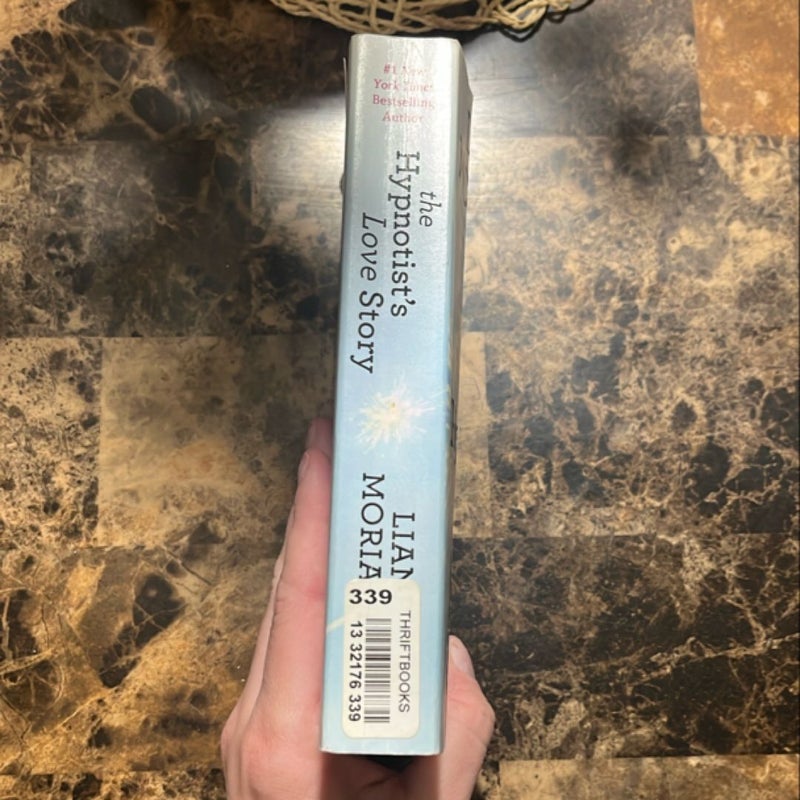 #1 New
York Times
Bestselling
Author
the
Hypnotist's
Love Story
LIAN
MORIA
339
THRIFTBOOKS
13 32176 339